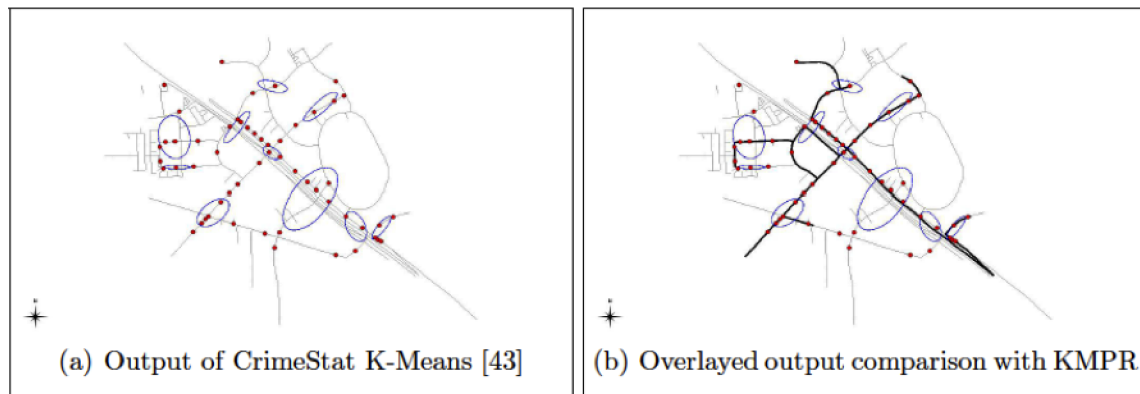 (a) Output of CrimeStat K-Means [43]
(b) Overlayed output comparison with KMPR